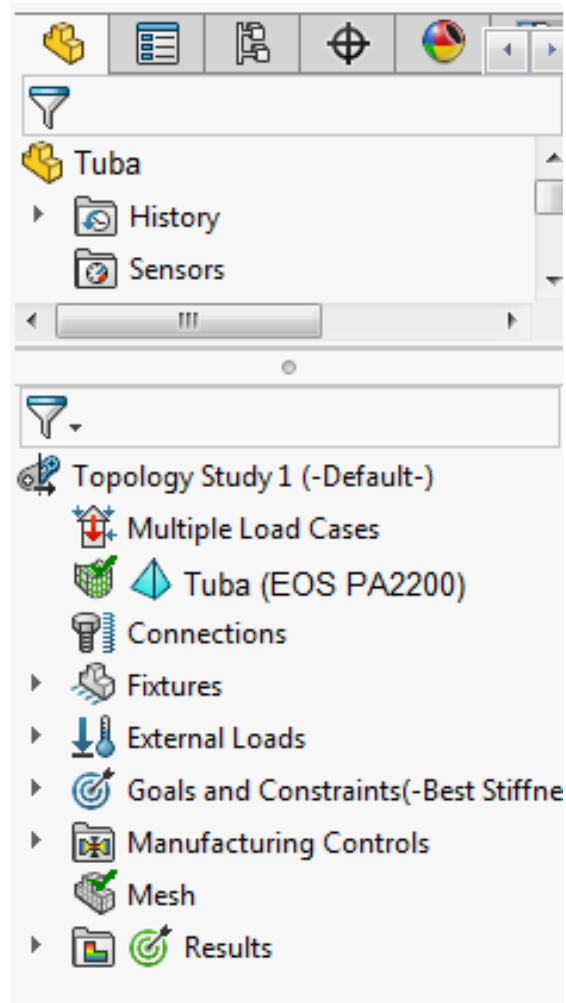 Tuba
History
Sensors
Topology Study 1 (-Default-)
Multiple Load Cases
Tuba (EOS PA2200)
Connections
Fixtures
External Loads
Goals and Constraints(-Best Stiffne
Manufacturing Controls
Mesh
Results